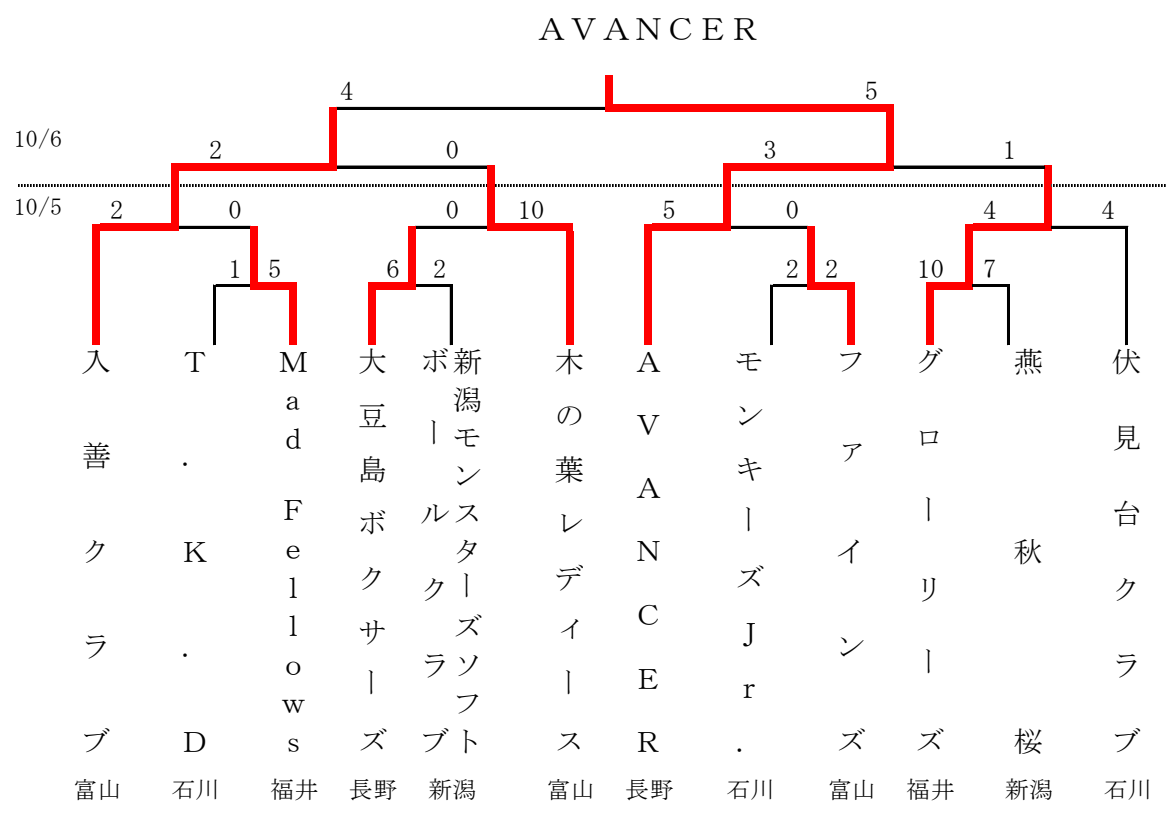 AVANCER
4 5
10/6
2 0 3 1
10/5
2 0 0 10 5 0 4 4
1 5 6 2 2 2 10 7
入善クラブ
T.K.D
Mad Fellows
大豆島ボクサーズ
新潟モンスターズソフト
ボールクラブ
木の葉レディース
AVANCER
モンキーズJr.
ファインズ
グローリーズ
燕秋桜
伏見台クラブ
富山 石川 福井 長野 新潟 富山 長野 石川 富山 福井 新潟 石川